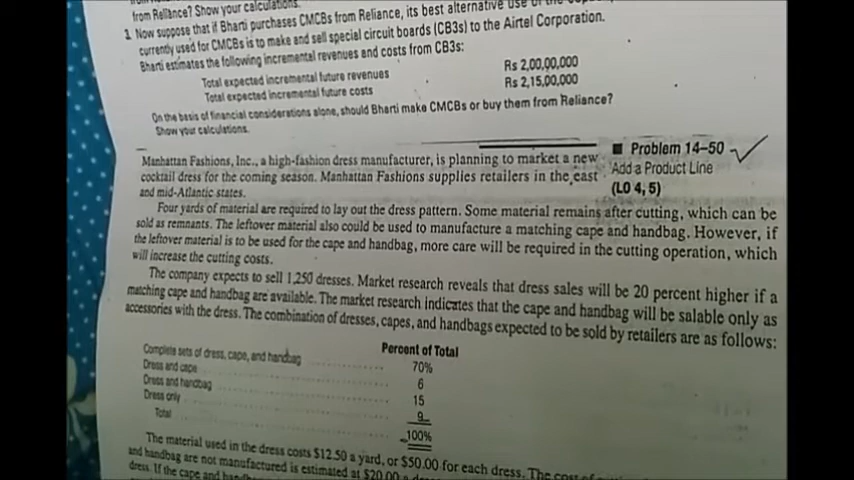 from Reliance? Show your calculations.
3. Now suppose that if Bharti purchases CMCBs from Reliance, its best alternative use of the
currently used for CMCBs is to make and sell special circuit boards (CB3s) to the Airtel Corporation.
Bharti estimates the following incremental revenues and costs from CB3s:
Total expected incremental future revenues Rs 2,00,00,000
Total expected incremental future costs Rs 2,15,00,000
On the basis of financial considerations alone, should Bharti make CMCBs or buy them from Reliance?
Show your calculations.
■ Problem 14–50
Add a Product Line
(LO 4, 5)
Manhattan Fashions, Inc., a high-fashion dress manufacturer, is planning to market a new
cocktail dress for the coming season. Manhattan Fashions supplies retailers in the east
and mid-Atlantic states.
Four yards of material are required to lay out the dress pattern. Some material remains after cutting, which can be
sold as remnants. The leftover material also could be used to manufacture a matching cape and handbag. However, if
the leftover material is to be used for the cape and handbag, more care will be required in the cutting operation, which
will increase the cutting costs.
The company expects to sell 1,250 dresses. Market research reveals that dress sales will be 20 percent higher if a
matching cape and handbag are available. The market research indicates that the cape and handbag will be salable only as
accessories with the dress. The combination of dresses, capes, and handbags expected to be sold by retailers are as follows:
Percent of Total
Complete sets of dress, cape, and handbag 70%
Dress and cape 6
Dress and handbag 15
Dress only 9
Total 100%
The material used in the dress costs $12.50 a yard, or $50.00 for each dress. The cost of
and handbag are not manufactured is estimated at $20.00 a
dress. If the cape and